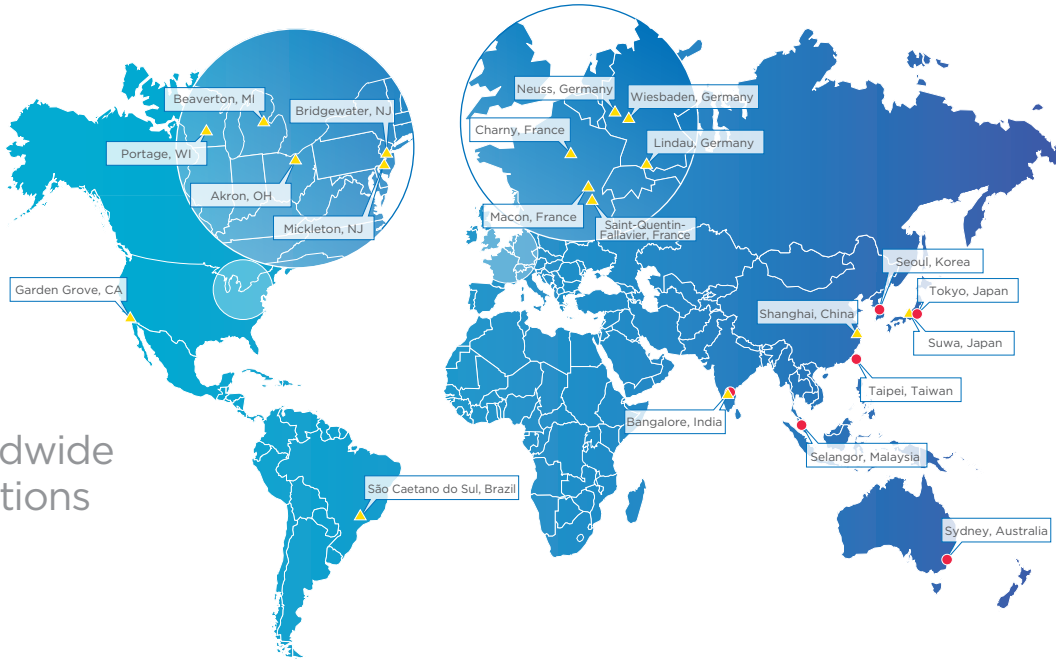 Beaverton, MI
Bridgewater, NJ
Portage, WI
Akron, OH
Mickleton, NJ
Garden Grove, CA
Neuss, Germany
Wiesbaden, Germany
Charny, France
Lindau, Germany
Macon, France
Saint-Quentin-
Fallavier, France
Seoul, Korea
Tokyo, Japan
Shanghai, China
Suwa, Japan
Taipei, Taiwan
Bangalore, India
Selangor, Malaysia
dwide
tions
São Caetano do Sul, Brazil
Sydney, Australia